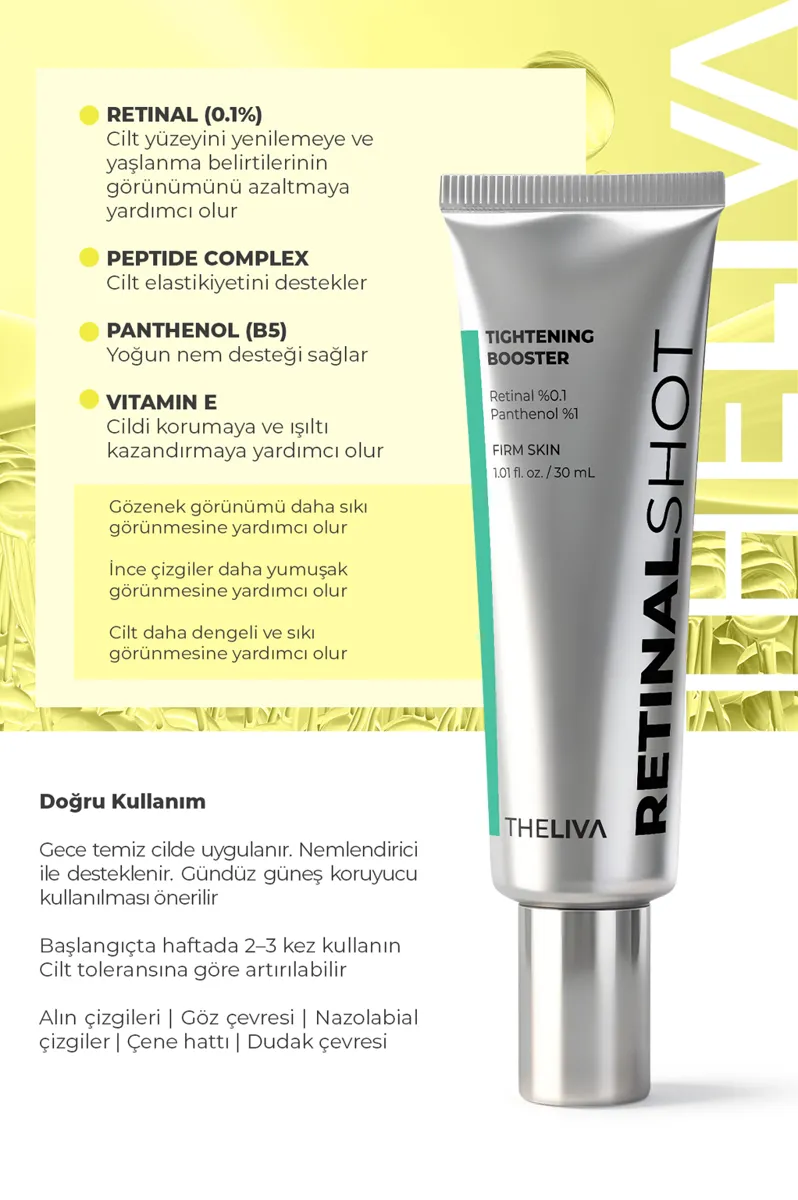 RETINAL (0.1%)
Cilt yüzeyini yenilemeye ve
yaşlanma belirtilerinin
görünümünü azaltmaya
yardımcı olur
PEPTIDE COMPLEX
Cilt elastikiyetini destekler
PANTHENOL (B5)
Yoğun nem desteği sağlar
VITAMIN E
Cildi korumaya ve ışıltı
kazandırmaya yardımcı olur
Gözenek görünümü daha sıkı
görünmesine yardımcı olur
İnce çizgiler daha yumuşak
görünmesine yardımcı olur
Cilt daha dengeli ve sıkı
görünmesine yardımcı olur
TIGHTENING
BOOSTER
Retinal %0.1
Panthenol %1
FIRM SKIN
1.01 fl. oz. / 30 mL
RETINALSHOT
THELIVA
THELIVA
Doğru Kullanım
Gece temiz cilde uygulanır. Nemlendirici
ile desteklenir. Gündüz güneş koruyucu
kullanılması önerilir
Başlangıçta haftada 2–3 kez kullanın
Cilt toleransına göre artırılabilir
Alın çizgileri | Göz çevresi | Nazolabial
çizgiler | Çene hattı | Dudak çevresi